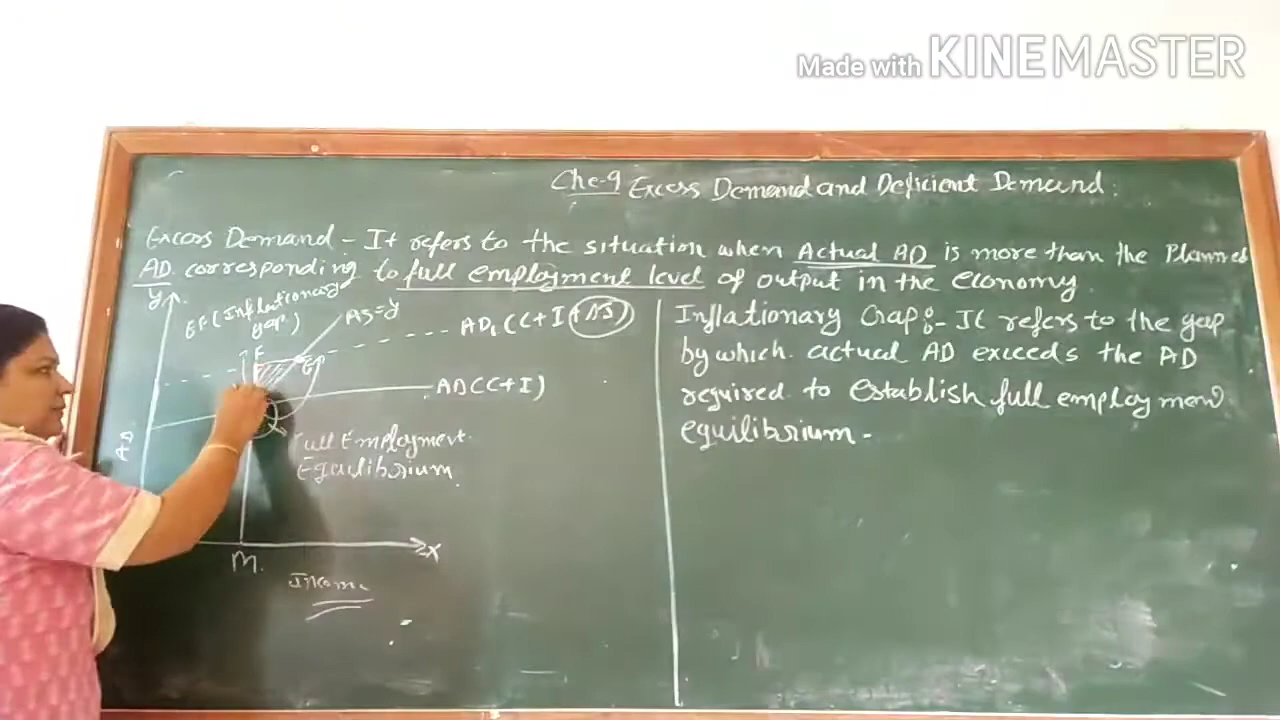 Made with KINEMASTER
Che-9 Excess Demand and Deficient Demand
Excess Demand - It refers to the situation when Actual AD is more than the Planned
AD corresponding to full employment level of output in the economy.
y
EF (Inflationary
gap)
AS=Y
AD1 (C+I+
F
AD (C+I)
Full Employment
Equilibrium
AD
M
X
Income
Inflationary Gap:- It refers to the gap
by which actual AD exceeds the AD
required to establish full employment
equilibrium -